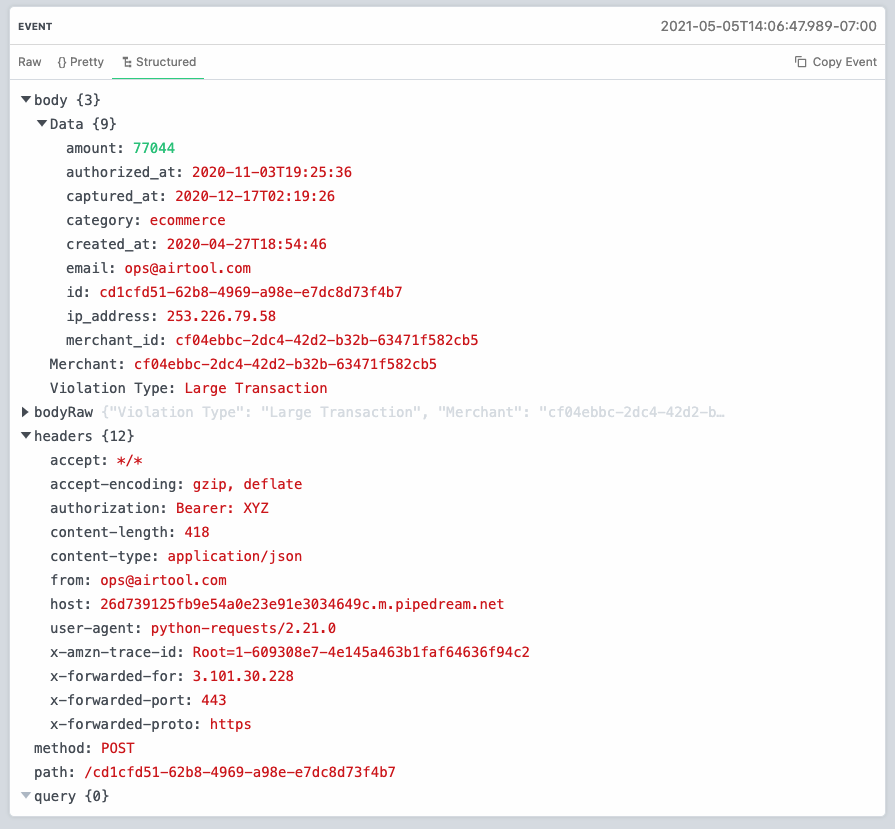 EVENT 2021-05-05T14:06:47.989-07:00
Raw {} Pretty Structured Copy Event
body {3}
Data {9}
amount: 77044
authorized_at: 2020-11-03T19:25:36
captured_at: 2020-12-17T02:19:26
category: ecommerce
created_at: 2020-04-27T18:54:46
email: ops@airtool.com
id: cd1cfd51-62b8-4969-a98e-e7dc8d73f4b7
ip_address: 253.226.79.58
merchant_id: cf04ebbc-2dc4-42d2-b32b-63471f582cb5
Merchant: cf04ebbc-2dc4-42d2-b32b-63471f582cb5
Violation Type: Large Transaction
bodyRaw {"Violation Type": "Large Transaction", "Merchant": "cf04ebbc-2dc4-42d2-b…
headers {12}
accept: */*
accept-encoding: gzip, deflate
authorization: Bearer: XYZ
content-length: 418
content-type: application/json
from: ops@airtool.com
host: 26d739125fb9e54a0e23e91e3034649c.m.pipedream.net
user-agent: python-requests/2.21.0
x-amzn-trace-id: Root=1-609308e7-4e145a463b1faf64636f94c2
x-forwarded-for: 3.101.30.228
x-forwarded-port: 443
x-forwarded-proto: https
method: POST
path: /cd1cfd51-62b8-4969-a98e-e7dc8d73f4b7
query {0}